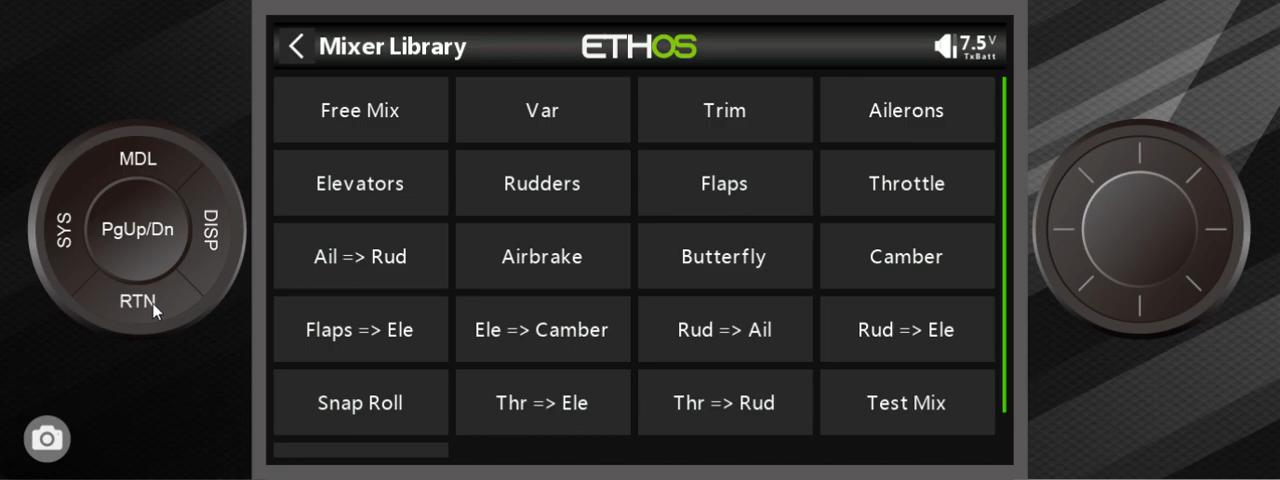 Mixer Library
ETHOS
7.5V
TxBatt
MDL
SYS
PgUp/Dn
DISP
RTN
Free Mix
Var
Trim
Ailerons
Elevators
Rudders
Flaps
Throttle
Ail => Rud
Airbrake
Butterfly
Camber
Flaps => Ele
Ele => Camber
Rud => Ail
Rud => Ele
Snap Roll
Thr => Ele
Thr => Rud
Test Mix